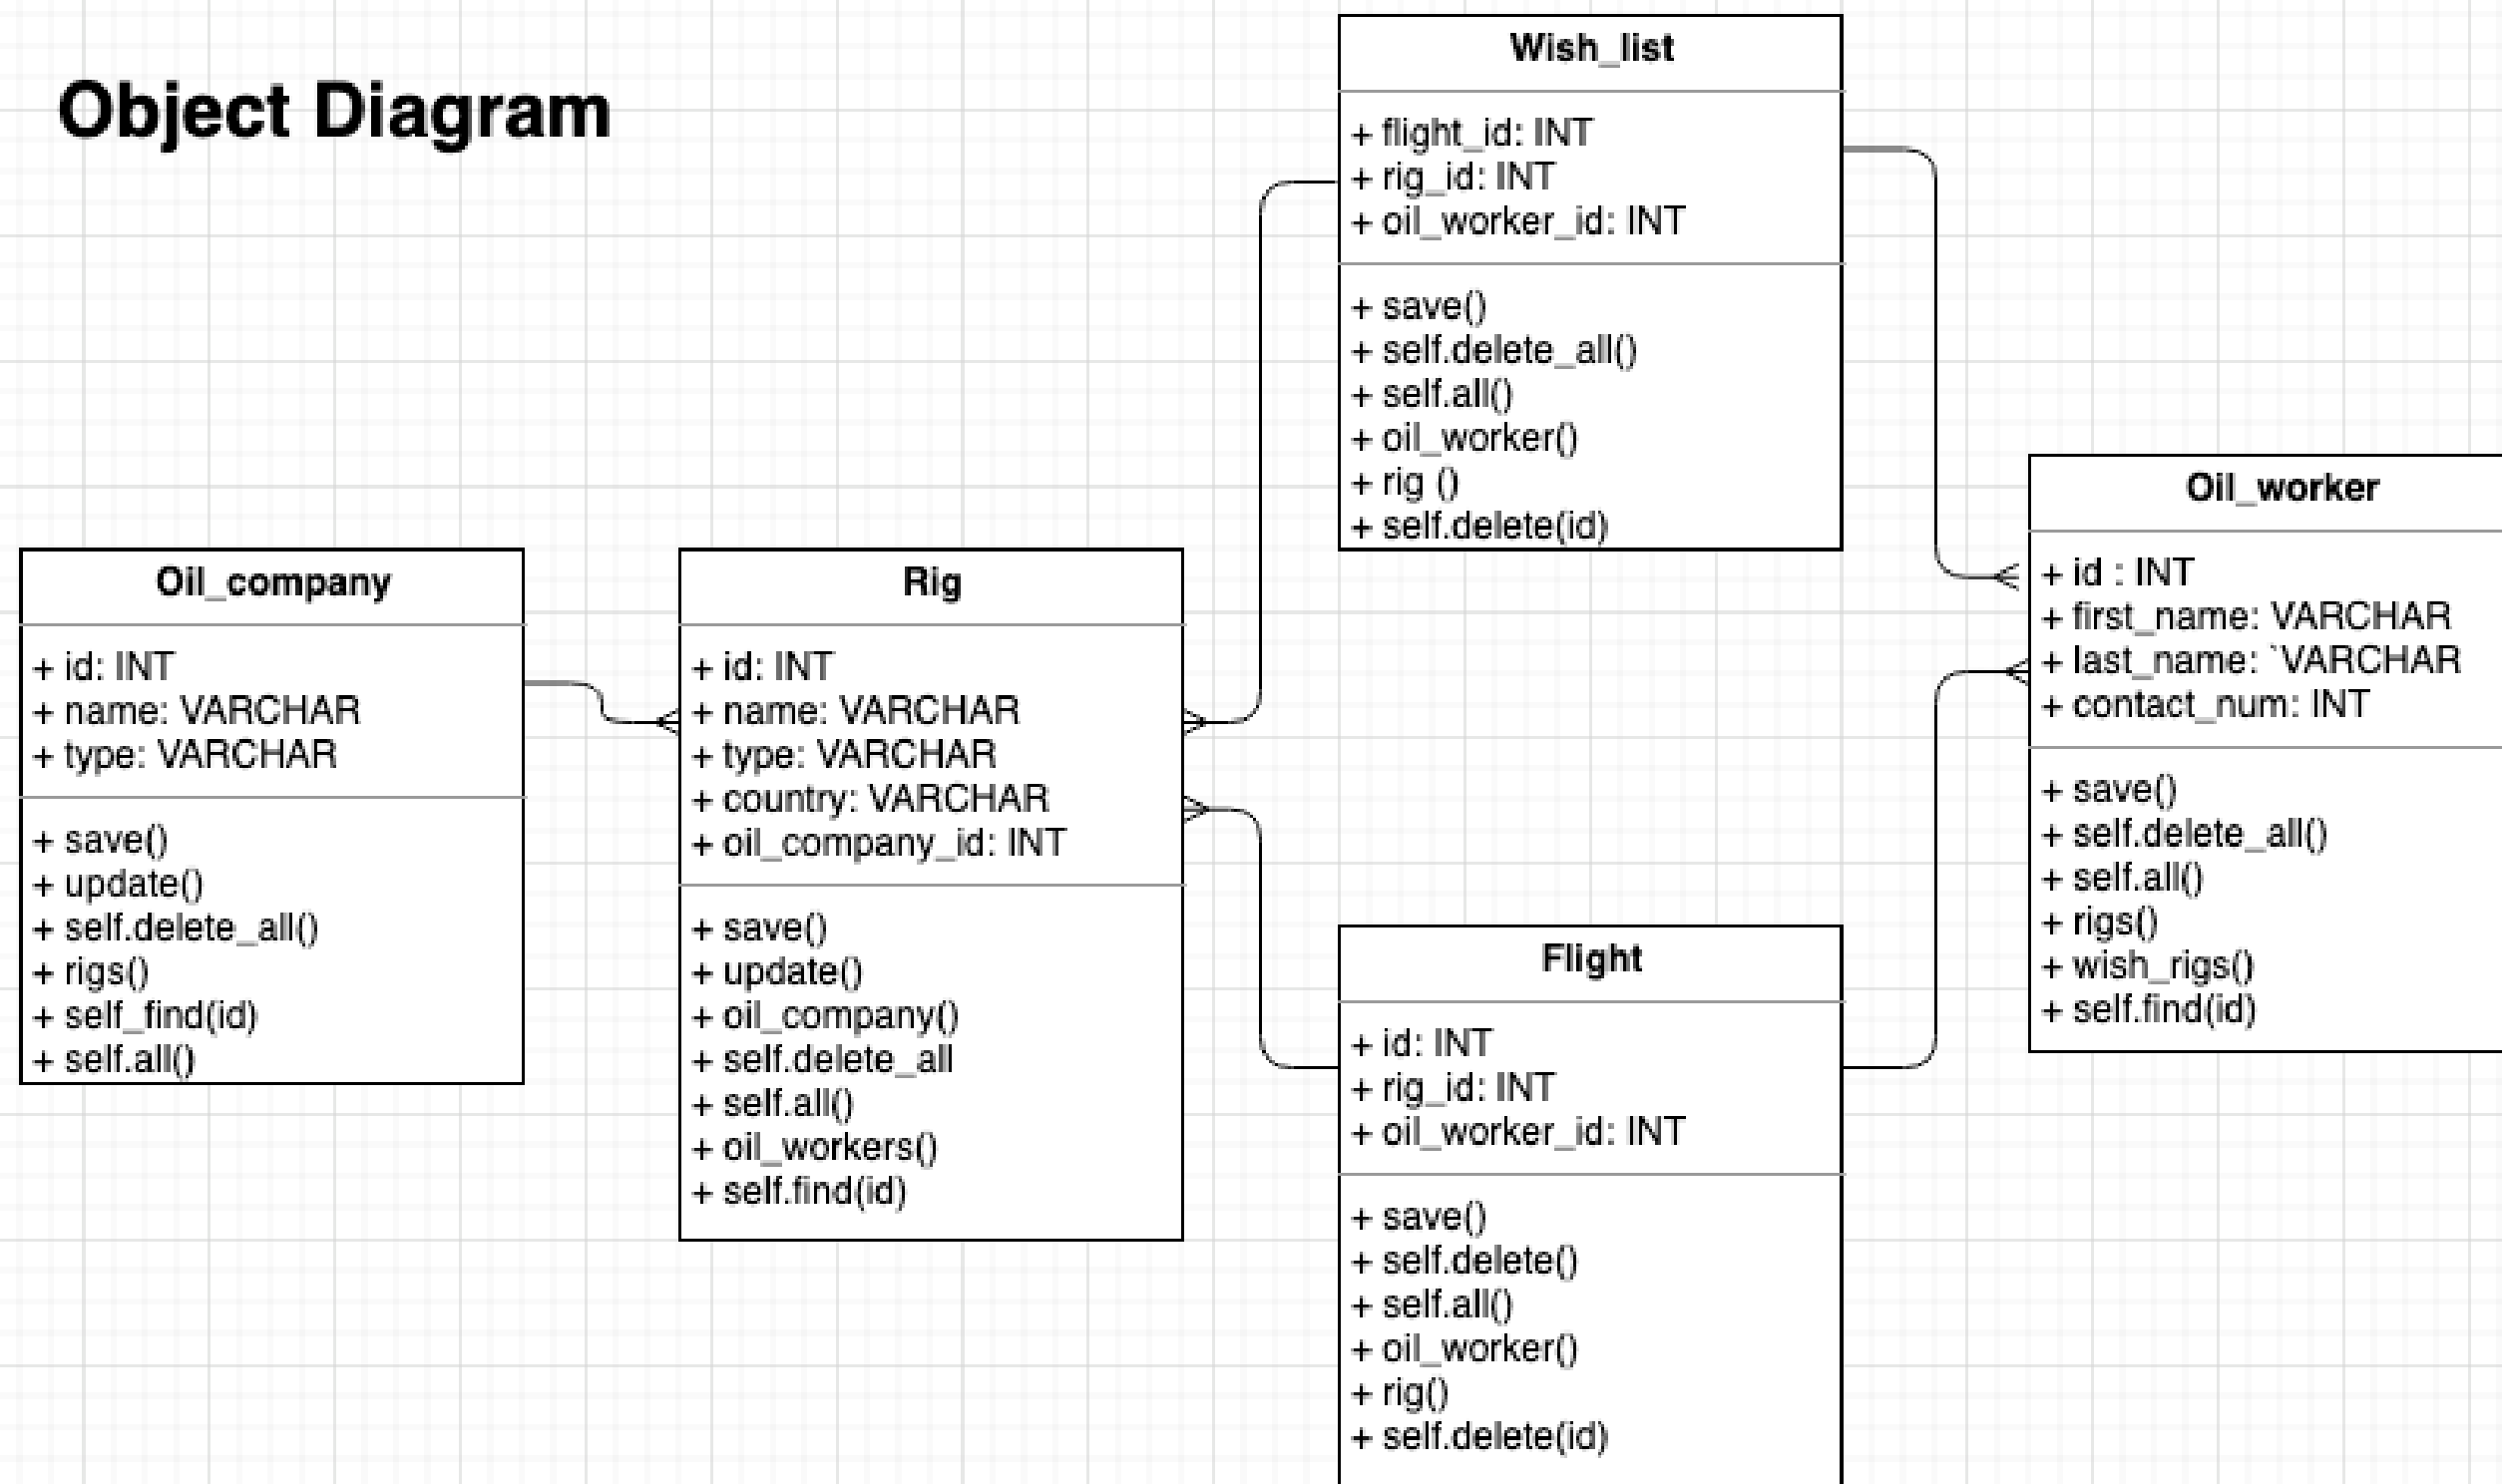 Object Diagram
Wish_list
+ flight_id: INT
+ rig_id: INT
+ oil_worker_id: INT
+ save()
+ self.delete_all()
+ self.all()
+ oil_worker()
+ rig ()
+ self.delete(id)
Oil_company
+ id: INT
+ name: VARCHAR
+ type: VARCHAR
+ save()
+ update()
+ self.delete_all()
+ rigs()
+ self_find(id)
+ self.all()
Rig
+ id: INT
+ name: VARCHAR
+ type: VARCHAR
+ country: VARCHAR
+ oil_company_id: INT
+ save()
+ update()
+ oil_company()
+ self.delete_all
+ self.all()
+ oil_workers()
+ self.find(id)
Flight
+ id: INT
+ rig_id: INT
+ oil_worker_id: INT
+ save()
+ self.delete()
+ self.all()
+ oil_worker()
+ rig()
+ self.delete(id)
Oil_worker
+ id : INT
+ first_name: VARCHAR
+ last_name: `VARCHAR
+ contact_num: INT
+ save()
+ self.delete_all()
+ self.all()
+ rigs()
+ wish_rigs()
+ self.find(id)